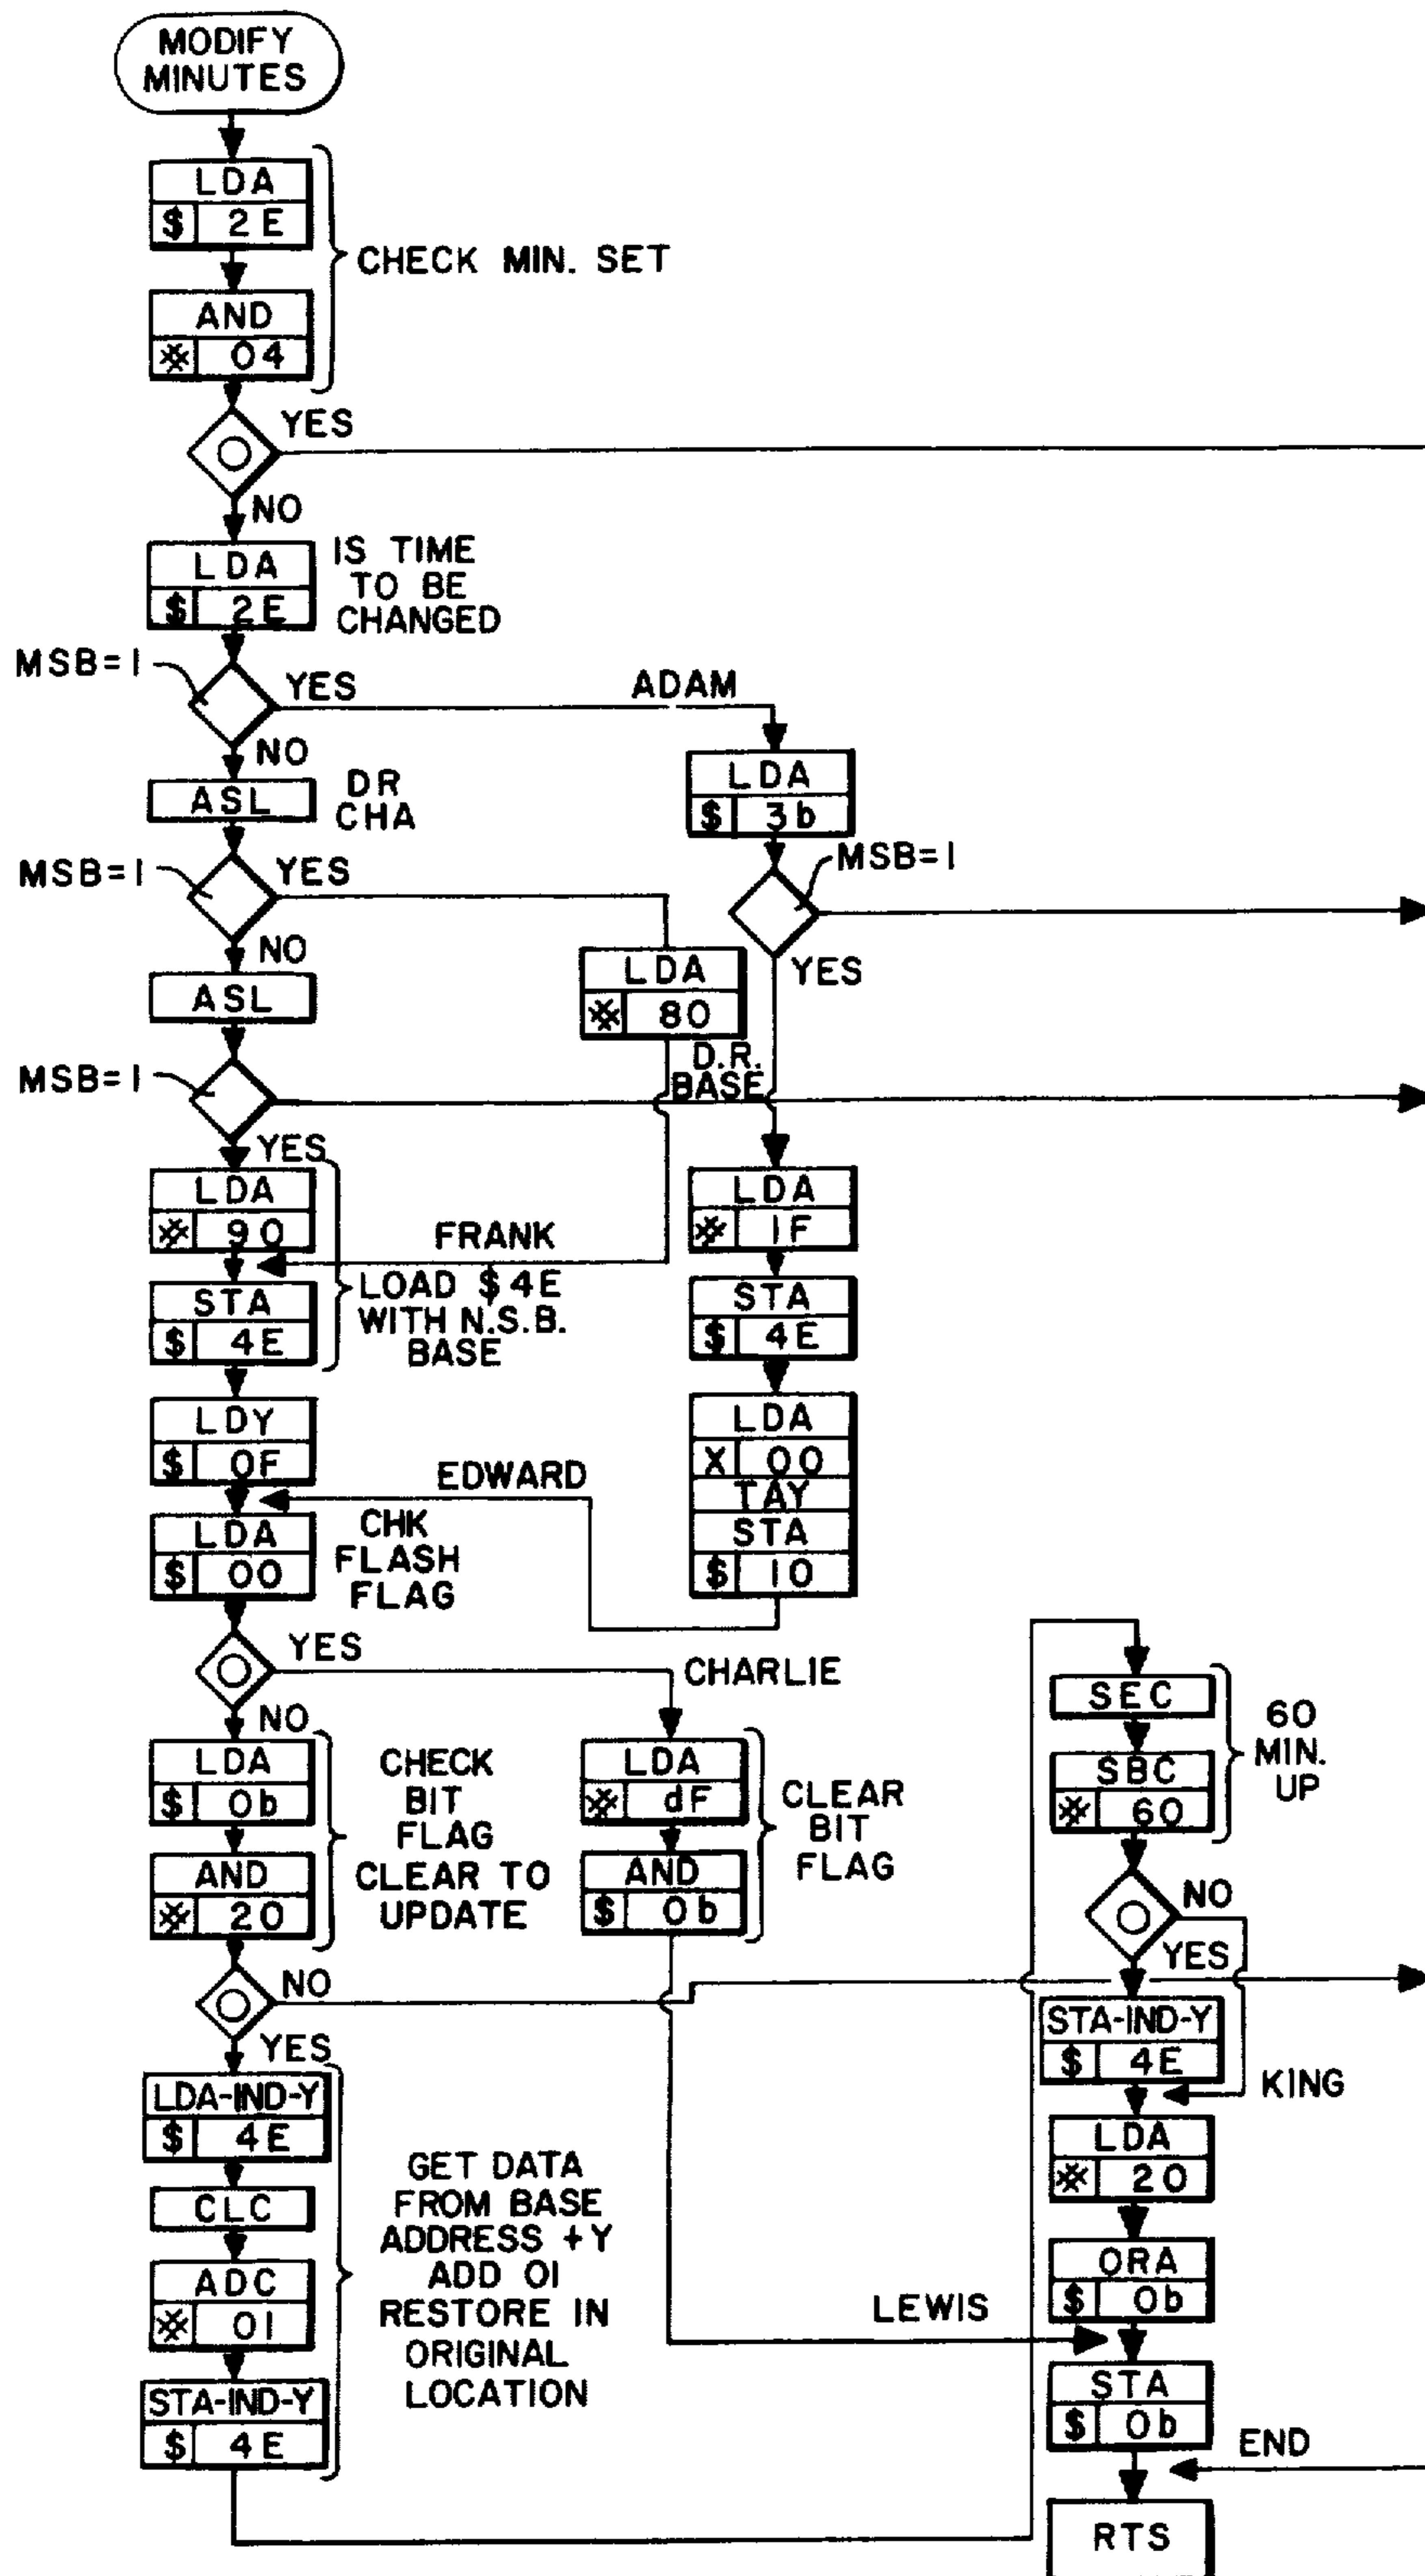 MODIFY
MINUTES
LDA
$ 2E
CHECK MIN. SET
AND
※ 04
YES
NO
LDA
$ 2E
IS TIME
TO BE
CHANGED
MSB=1
YES
ADAM
NO
ASL
DR
CHA
LDA
$ 3b
MSB=1
YES
MSB=1
NO
YES
ASL
LDA
※ 80
D.R.
BASE
MSB=1
YES
LDA
※ 90
FRANK
LDA
※ 1F
STA
$ 4E
LOAD $4E
WITH N.S.B.
BASE
STA
$ 4E
LDY
$ 0F
LDA
X 00
TAY
STA
$ 10
EDWARD
LDA
$ 00
CHK
FLASH
FLAG
YES
CHARLIE
NO
LDA
$ 0b
AND
※ 20
CHECK
BIT
FLAG
CLEAR TO
UPDATE
LDA
※ dF
AND
$ 0b
CLEAR
BIT
FLAG
NO
YES
LDA-IND-Y
$ 4E
CLC
ADC
※ 01
STA-IND-Y
$ 4E
GET DATA
FROM BASE
ADDRESS +Y
ADD 01
RESTORE IN
ORIGINAL
LOCATION
SEC
SBC
※ 60
60
MIN.
UP
NO
YES
STA-IND-Y
$ 4E
KING
LDA
※ 20
ORA
$ 0b
LEWIS
STA
$ 0b
END
RTS